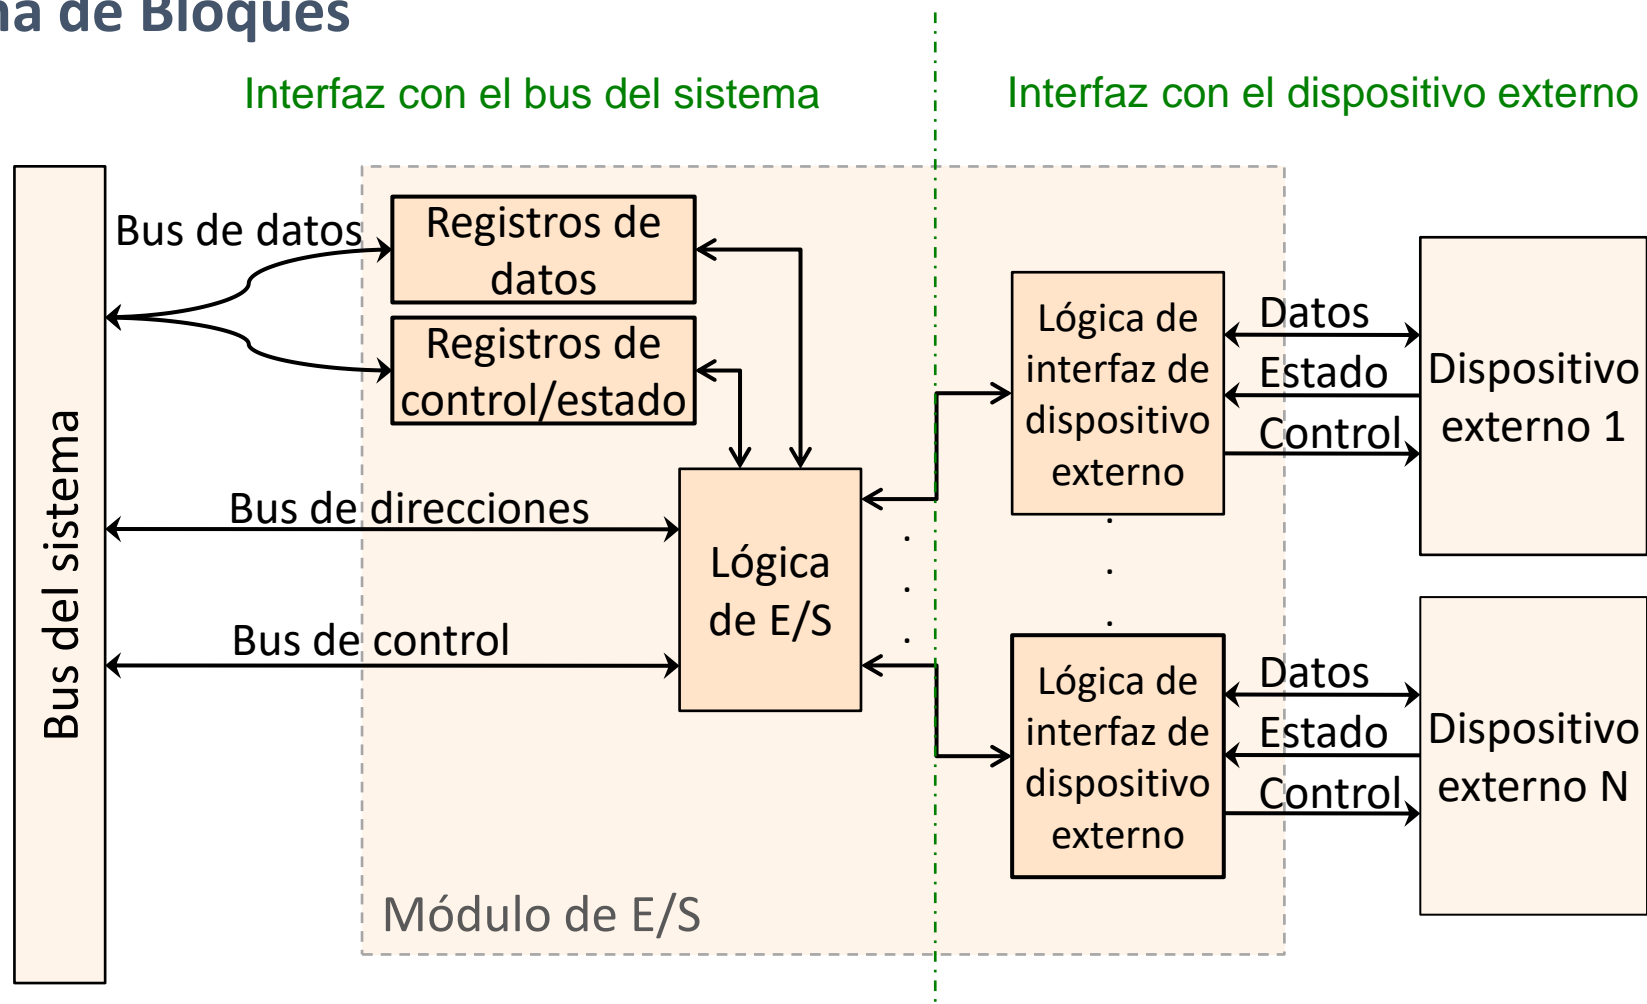 de Bloques
Interfaz con el bus del sistema
Interfaz con el dispositivo externo
Bus del sistema
Bus de datos
Registros de
datos
Registros de
control/estado
Bus de direcciones
Bus de control
Lógica
de E/S
Lógica de
interfaz de
dispositivo
externo
Datos
Estado
Control
Dispositivo
externo 1
Lógica de
interfaz de
dispositivo
externo
Datos
Estado
Control
Dispositivo
externo N
Módulo de E/S